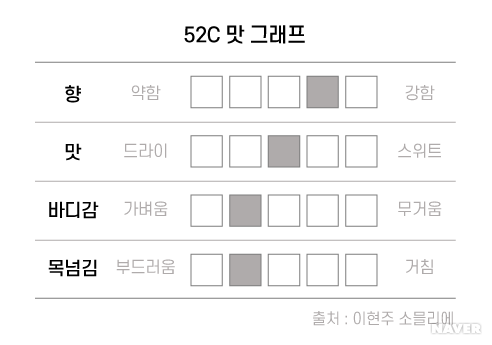 52C 맛 그래프
향 약함 강함
맛 드라이 스위트
바디감 가벼움 무거움
목넘김 부드러움 거침
출처 : 이현주 소믈리에
NAVER